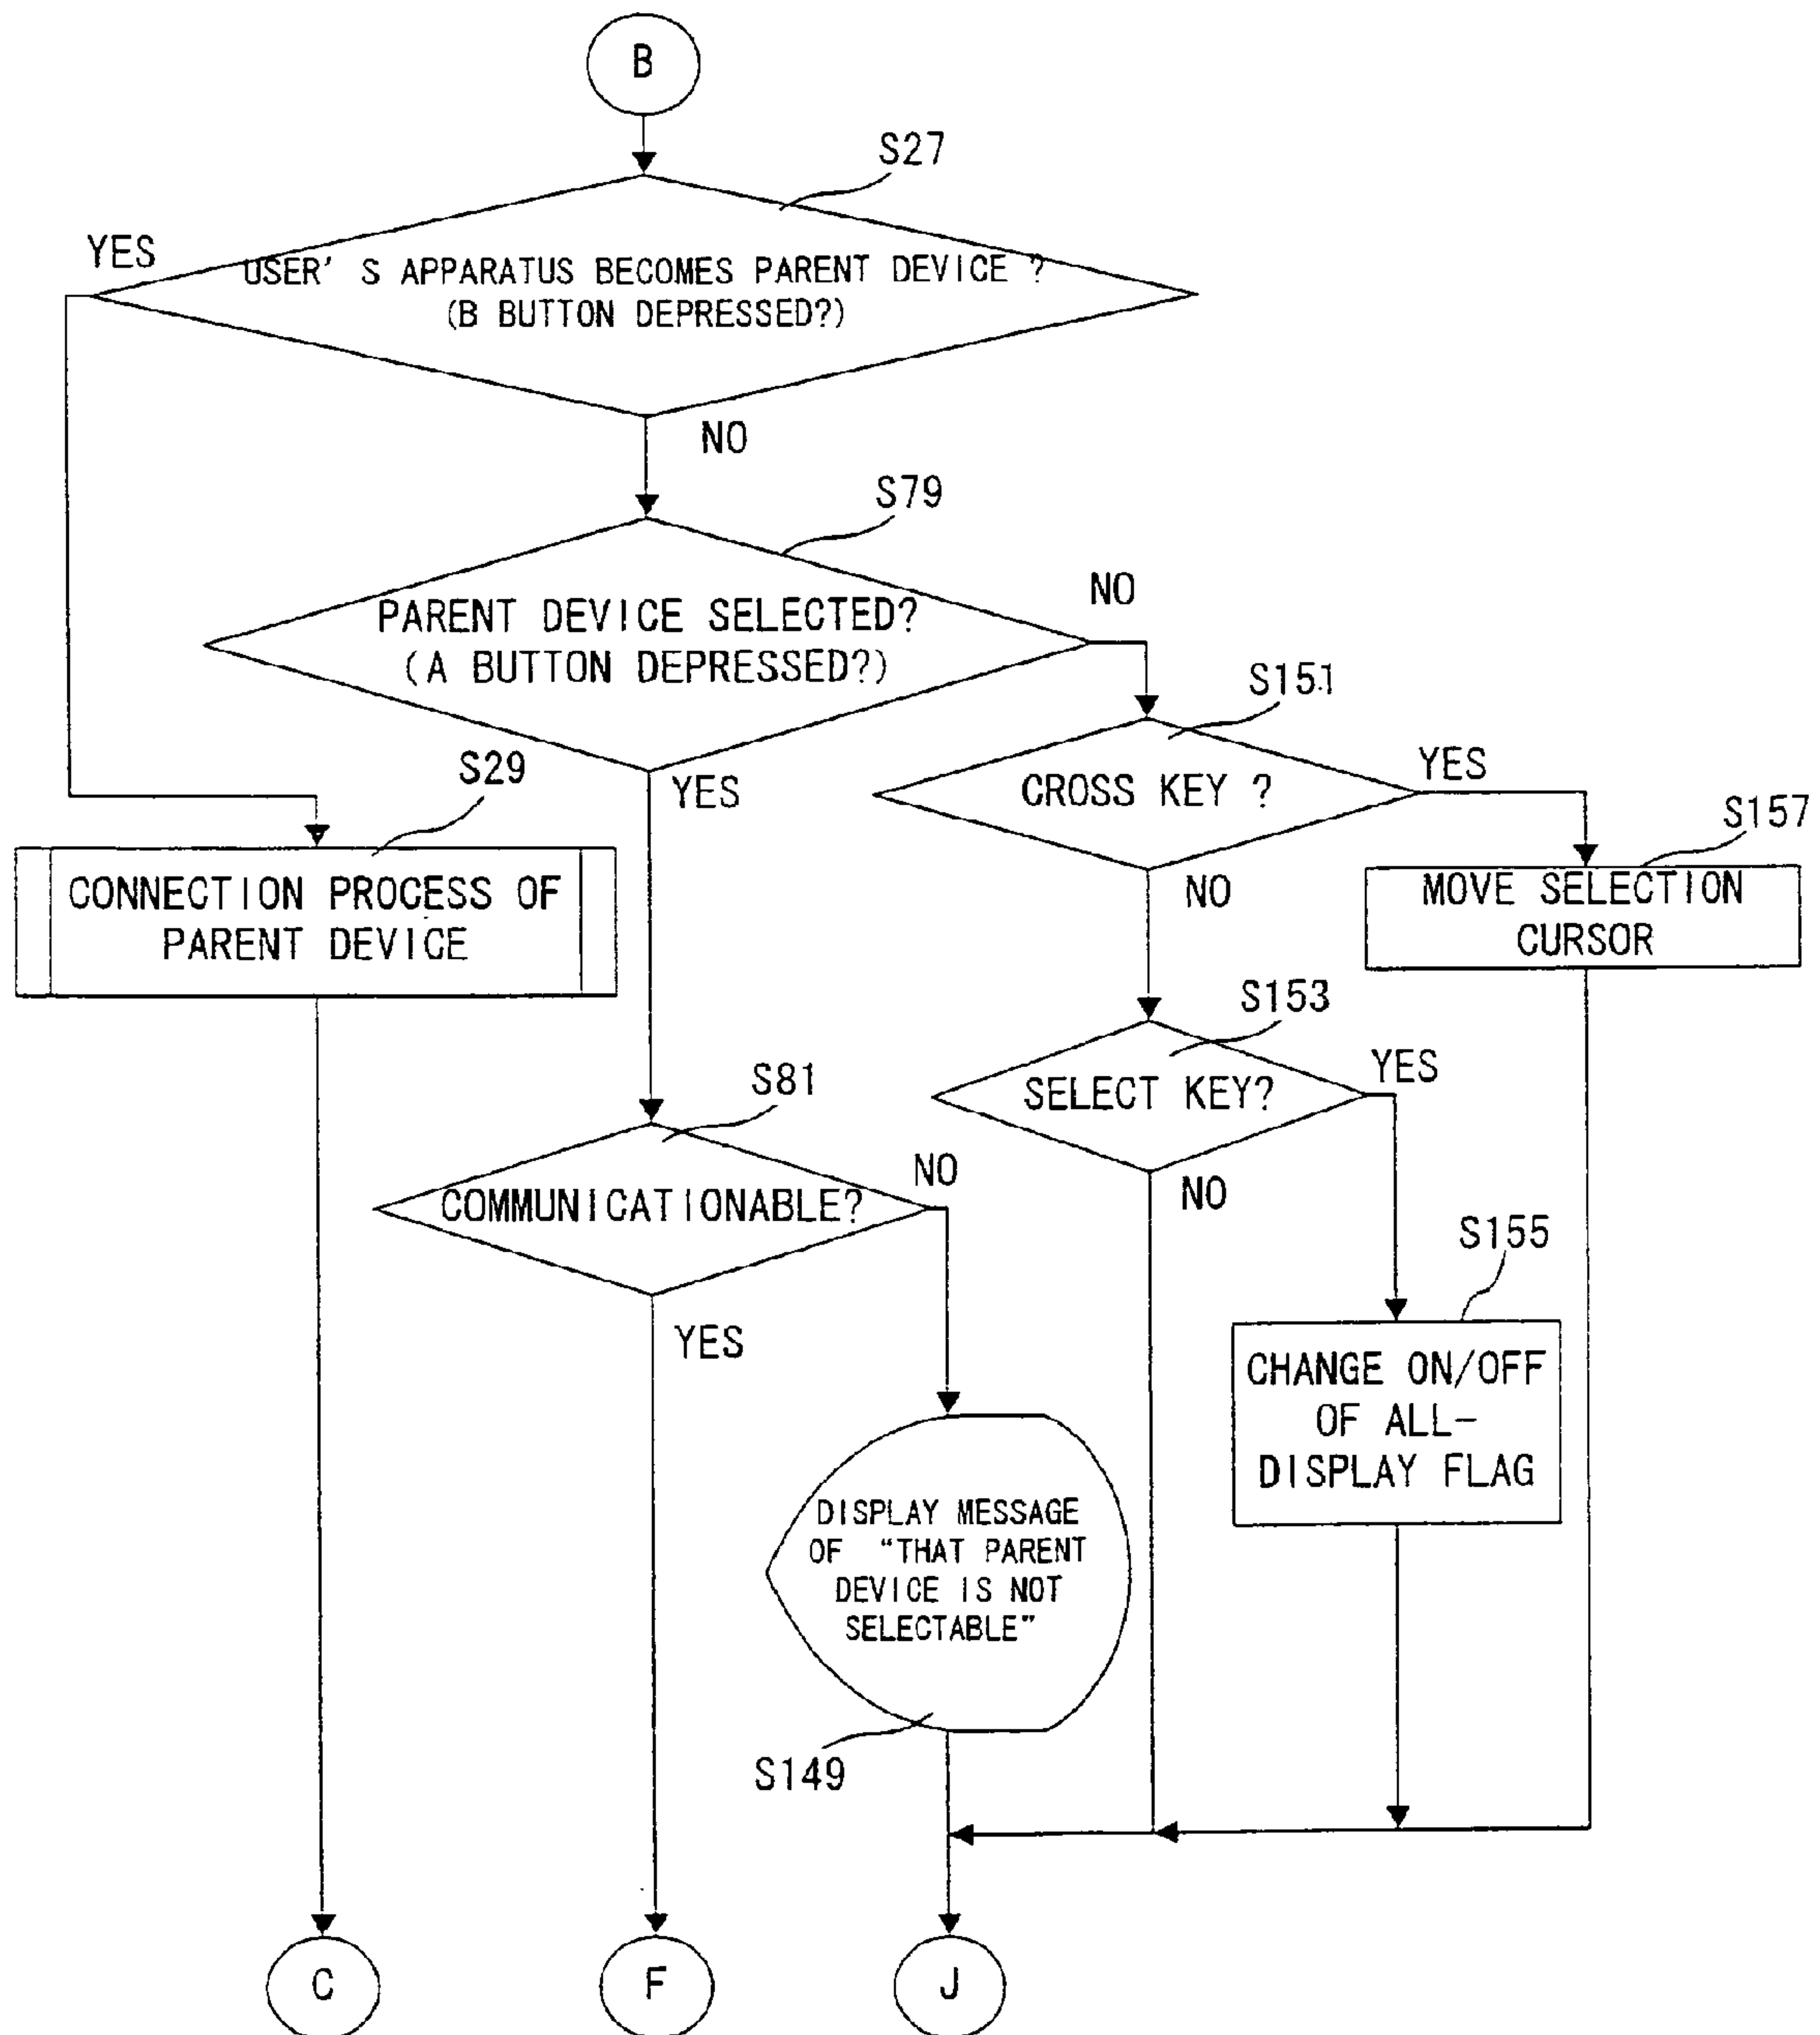 B
S27
YES
USER'S APPARATUS BECOMES PARENT DEVICE ?
(B BUTTON DEPRESSED?)
NO
S79
PARENT DEVICE SELECTED?
(A BUTTON DEPRESSED?)
NO
YES
S151
CROSS KEY ?
YES
NO
S29
CONNECTION PROCESS OF
PARENT DEVICE
S157
MOVE SELECTION
CURSOR
S153
SELECT KEY?
YES
NO
S81
COMMUNICATIONABLE?
NO
YES
S155
CHANGE ON/OFF
OF ALL-
DISPLAY FLAG
DISPLAY MESSAGE
OF "THAT PARENT
DEVICE IS NOT
SELECTABLE"
S149
C
F
J